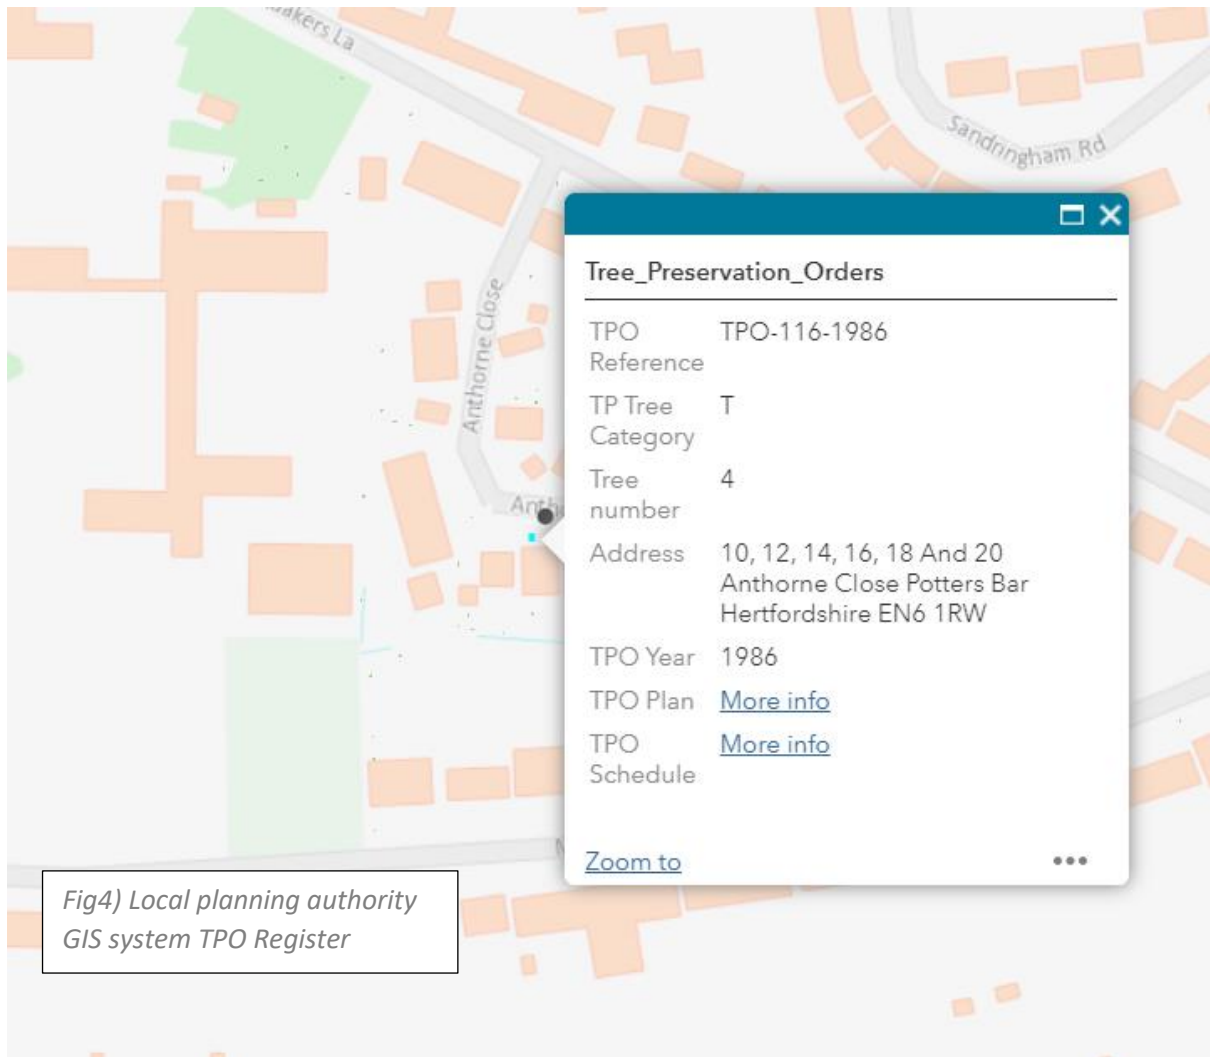 akers La
Sandringham Rd
Anthorne Close
Tree_Preservation_Orders
TPO Reference
TPO-116-1986
TP Tree Category
T
Tree number
4
Address
10, 12, 14, 16, 18 And 20
Anthorne Close Potters Bar
Hertfordshire EN6 1RW
TPO Year
1986
TPO Plan
More info
TPO Schedule
More info
Zoom to
Fig4) Local planning authority
GIS system TPO Register